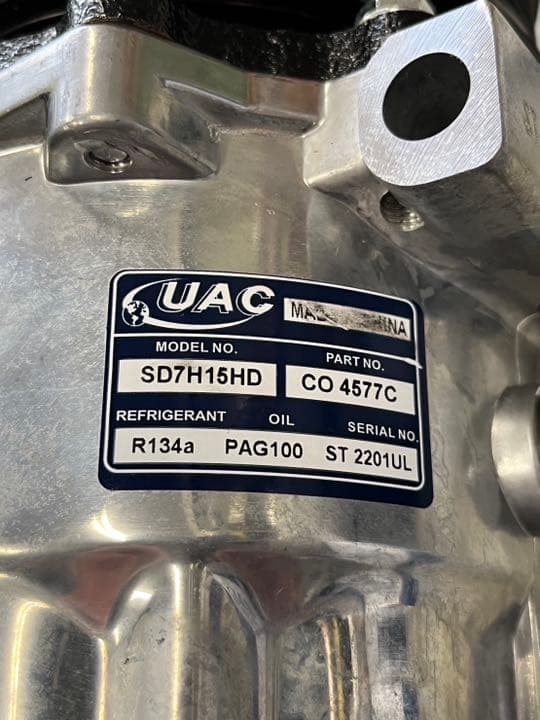 UAC
MODEL NO.
PART NO.
SD7H15HD
CO 4577C
REFRIGERANT OIL SERIAL NO.
R134a PAG100 ST 2201UL